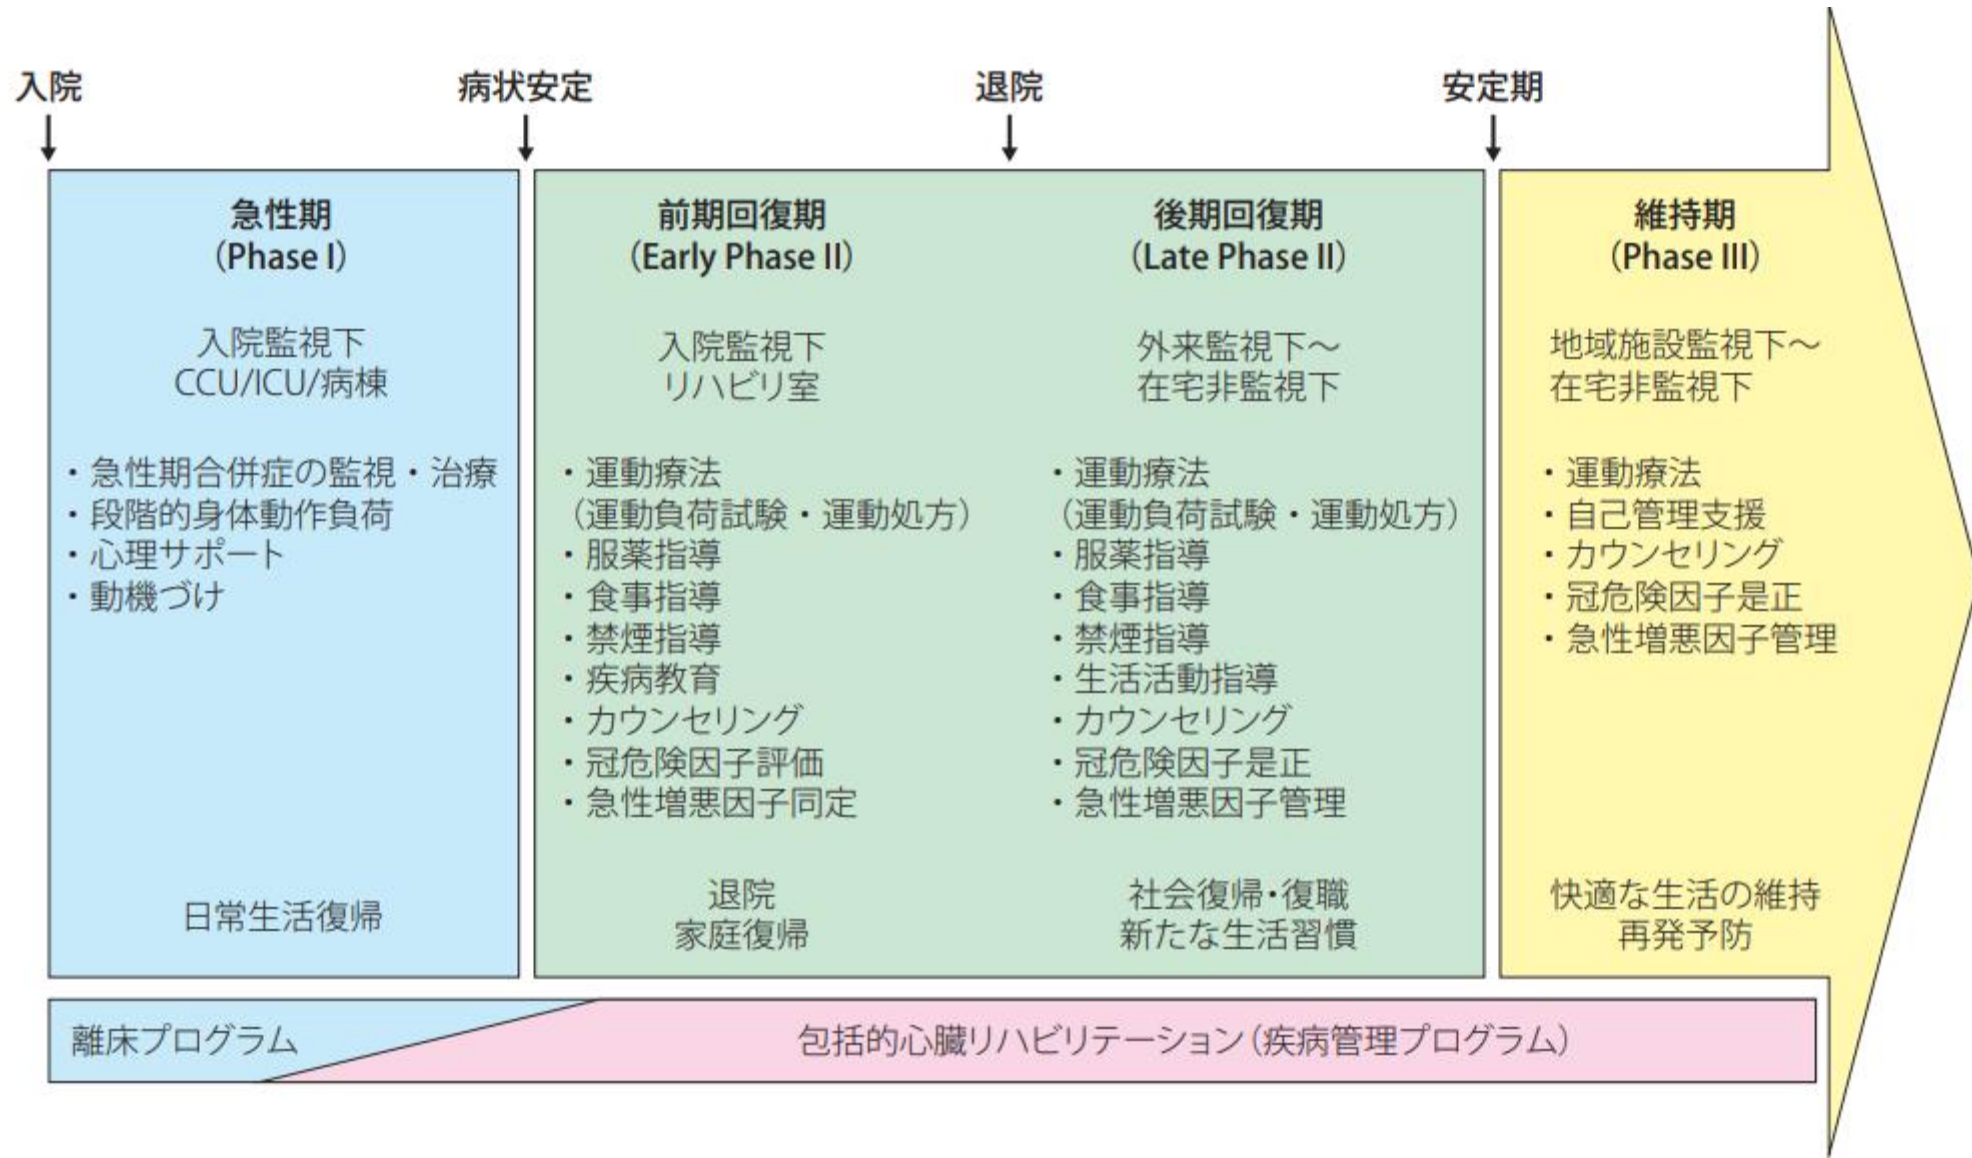 入院
病状安定
退院
安定期
急性期
(Phase I)
入院監視下
CCU/ICU/病棟
・急性期合併症の監視・治療
・段階的身体動作負荷
・心理サポート
・動機づけ
日常生活復帰
前期回復期
(Early Phase II)
入院監視下
リハビリ室
・運動療法
(運動負荷試験・運動処方)
・服薬指導
・食事指導
・禁煙指導
・疾病教育
・カウンセリング
・冠危険因子評価
・急性増悪因子同定
退院
家庭復帰
後期回復期
(Late Phase II)
外来監視下～
在宅非監視下
・運動療法
(運動負荷試験・運動処方)
・服薬指導
・食事指導
・禁煙指導
・生活活動指導
・カウンセリング
・冠危険因子是正
・急性増悪因子管理
社会復帰・復職
新たな生活習慣
維持期
(Phase III)
地域施設監視下～
在宅非監視下
・運動療法
・自己管理支援
・カウンセリング
・冠危険因子是正
・急性増悪因子管理
快適な生活の維持
再発予防
離床プログラム
包括的心臓リハビリテーション(疾病管理プログラム)